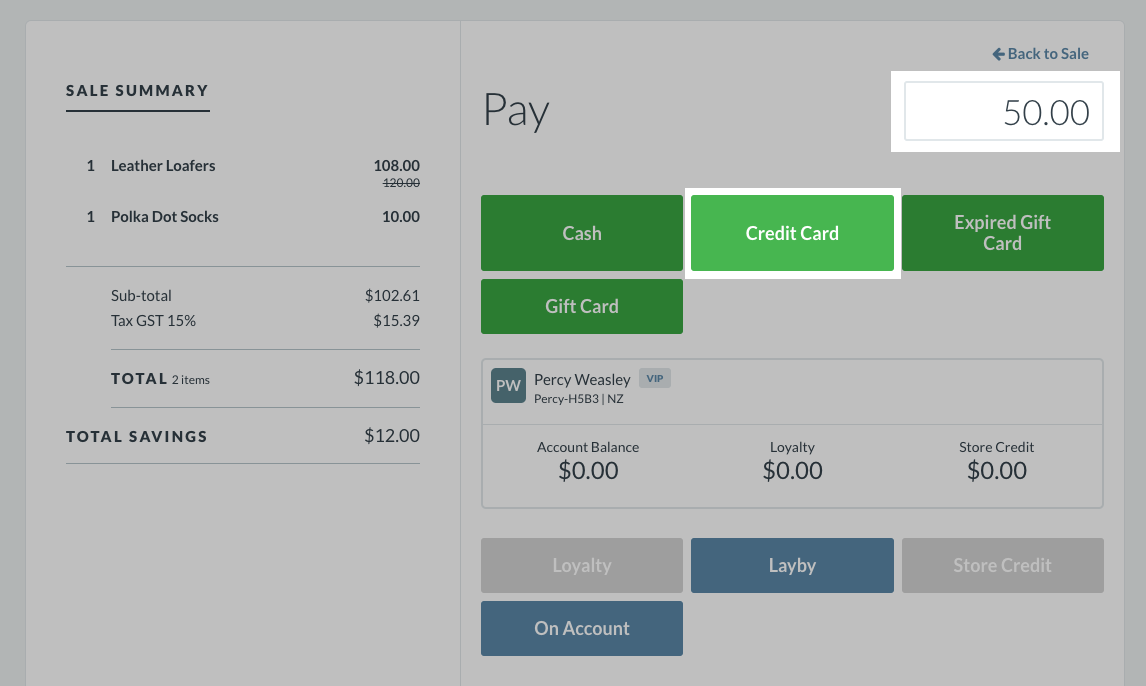 Back to Sale
SALE SUMMARY
Pay 50.00
1 Leather Loafers 108.00
120.00
1 Polka Dot Socks 10.00
Sub-total $102.61
Tax GST 15% $15.39
TOTAL 2 items $118.00
TOTAL SAVINGS $12.00
Cash
Credit Card
Expired Gift
Card
Gift Card
PW Percy Weasley VIP
Percy-H5B3 | NZ
Account Balance Loyalty Store Credit
$0.00 $0.00 $0.00
Loyalty Layby Store Credit
On Account